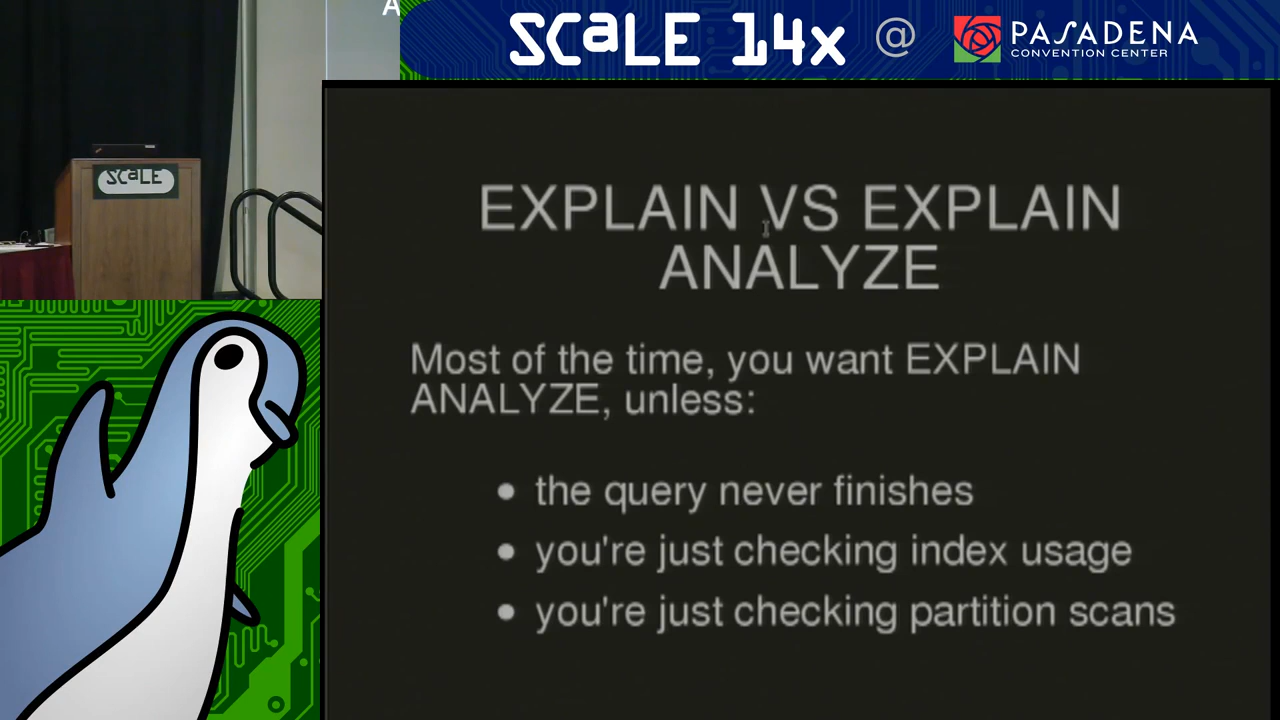 A
SCaLE 14x @ PASADENA
CONVENTION CENTER
SCaLE
EXPLAIN VS EXPLAIN
ANALYZE
Most of the time, you want EXPLAIN
ANALYZE, unless:
• the query never finishes
• you're just checking index usage
• you're just checking partition scans